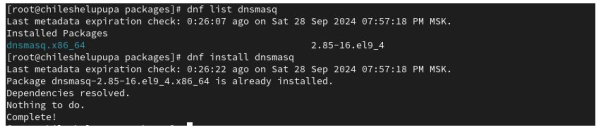 [root@chileshelupupa packages]# dnf list dnsmasq
Last metadata expiration check: 0:26:07 ago on Sat 28 Sep 2024 07:57:18 PM MSK.
Installed Packages
dnsmasq.x86_64 2.85-16.el9_4
[root@chileshelupupa packages]# dnf install dnsmasq
Last metadata expiration check: 0:26:22 ago on Sat 28 Sep 2024 07:57:18 PM MSK.
Package dnsmasq-2.85-16.el9_4.x86_64 is already installed.
Dependencies resolved.
Nothing to do.
Complete!